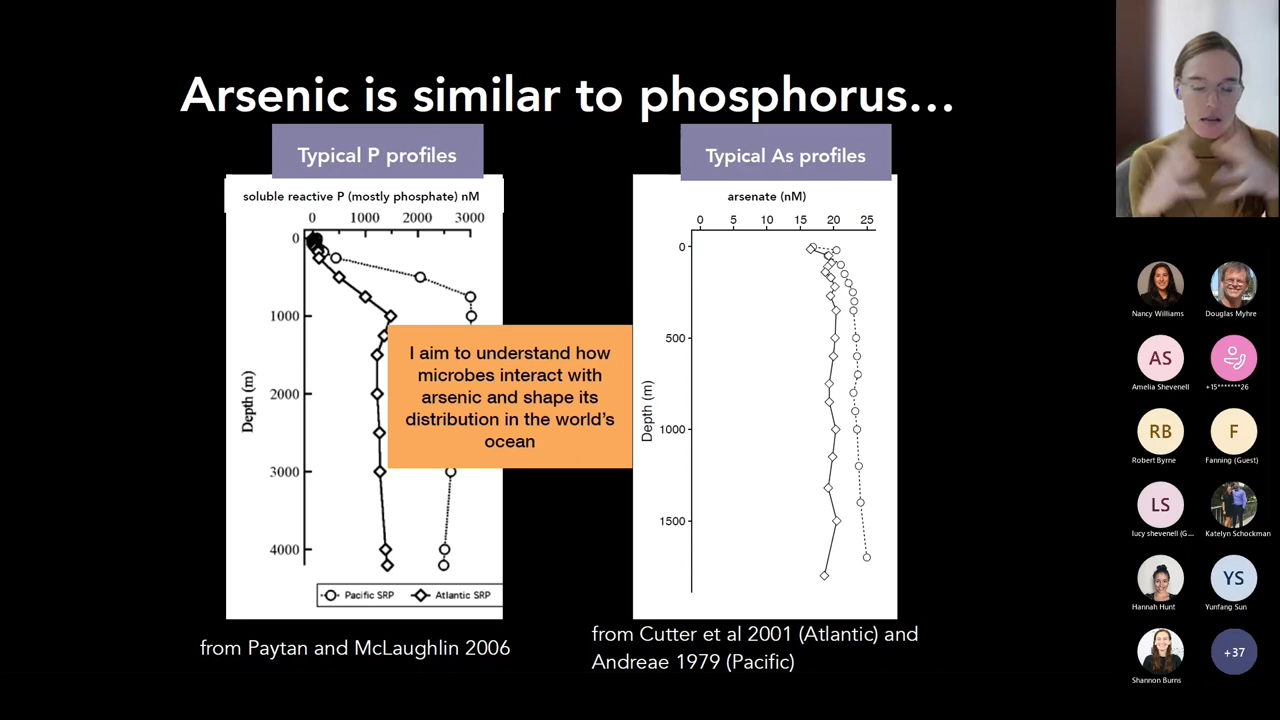 Arsenic is similar to phosphorus...
Typical P profiles
soluble reactive P (mostly phosphate) nM
0 1000 2000 3000
0
1000
2000
3000
4000
Depth (m)
Pacific SRP
Atlantic SRP
from Paytan and McLaughlin 2006
I aim to understand how
microbes interact with
arsenic and shape its
distribution in the world's
ocean
Typical As profiles
arsenate (nM)
0 5 10 15 20 25
0
500
1000
1500
Depth (m)
from Cutter et al 2001 (Atlantic) and
Andreae 1979 (Pacific)
Nancy Williams
Douglas Myhre
AS
Amelia Shevenell
+15*******26
RB
Robert Byrne
F
Fanning (Guest)
LS
lucy shevenell (G...
Katelyn Schockman
Hannah Hunt
YS
Yunfang Sun
Shannon Burns
+37